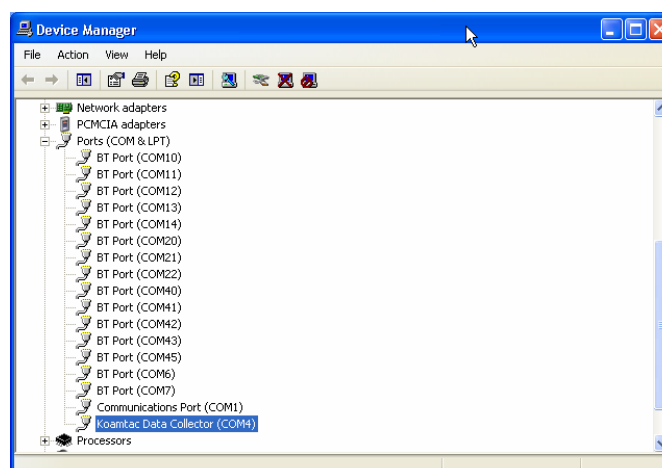 Device Manager
File Action View Help
Network adapters
PCMCIA adapters
Ports (COM & LPT)
BT Port (COM10)
BT Port (COM11)
BT Port (COM12)
BT Port (COM13)
BT Port (COM14)
BT Port (COM20)
BT Port (COM21)
BT Port (COM22)
BT Port (COM40)
BT Port (COM41)
BT Port (COM42)
BT Port (COM43)
BT Port (COM45)
BT Port (COM6)
BT Port (COM7)
Communications Port (COM1)
Koamtac Data Collector (COM4)
Processors